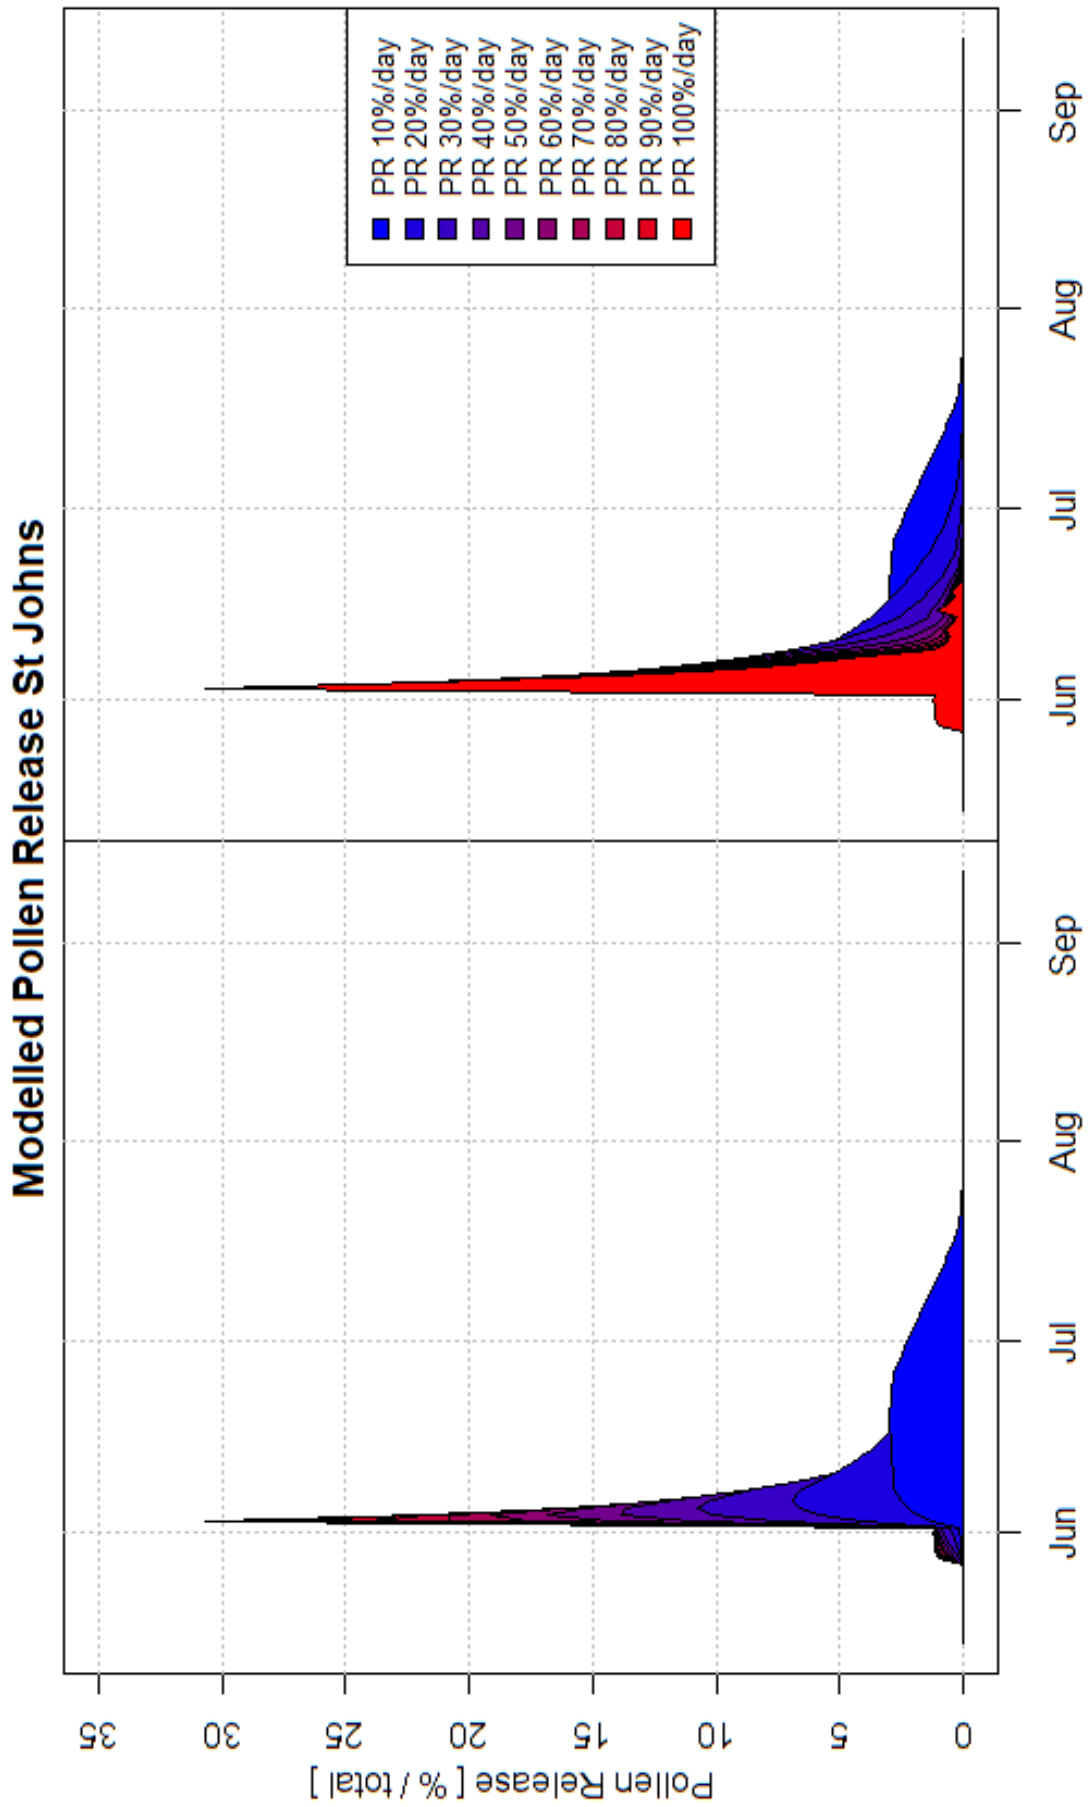 Modelled Pollen Release St Johns
Pollen Release [ % / total ]
0
5
10
15
20
25
30
35
Jun
Jul
Aug
Sep
Jun
Jul
Aug
Sep
PR 10%/day
PR 20%/day
PR 30%/day
PR 40%/day
PR 50%/day
PR 60%/day
PR 70%/day
PR 80%/day
PR 90%/day
PR 100%/day